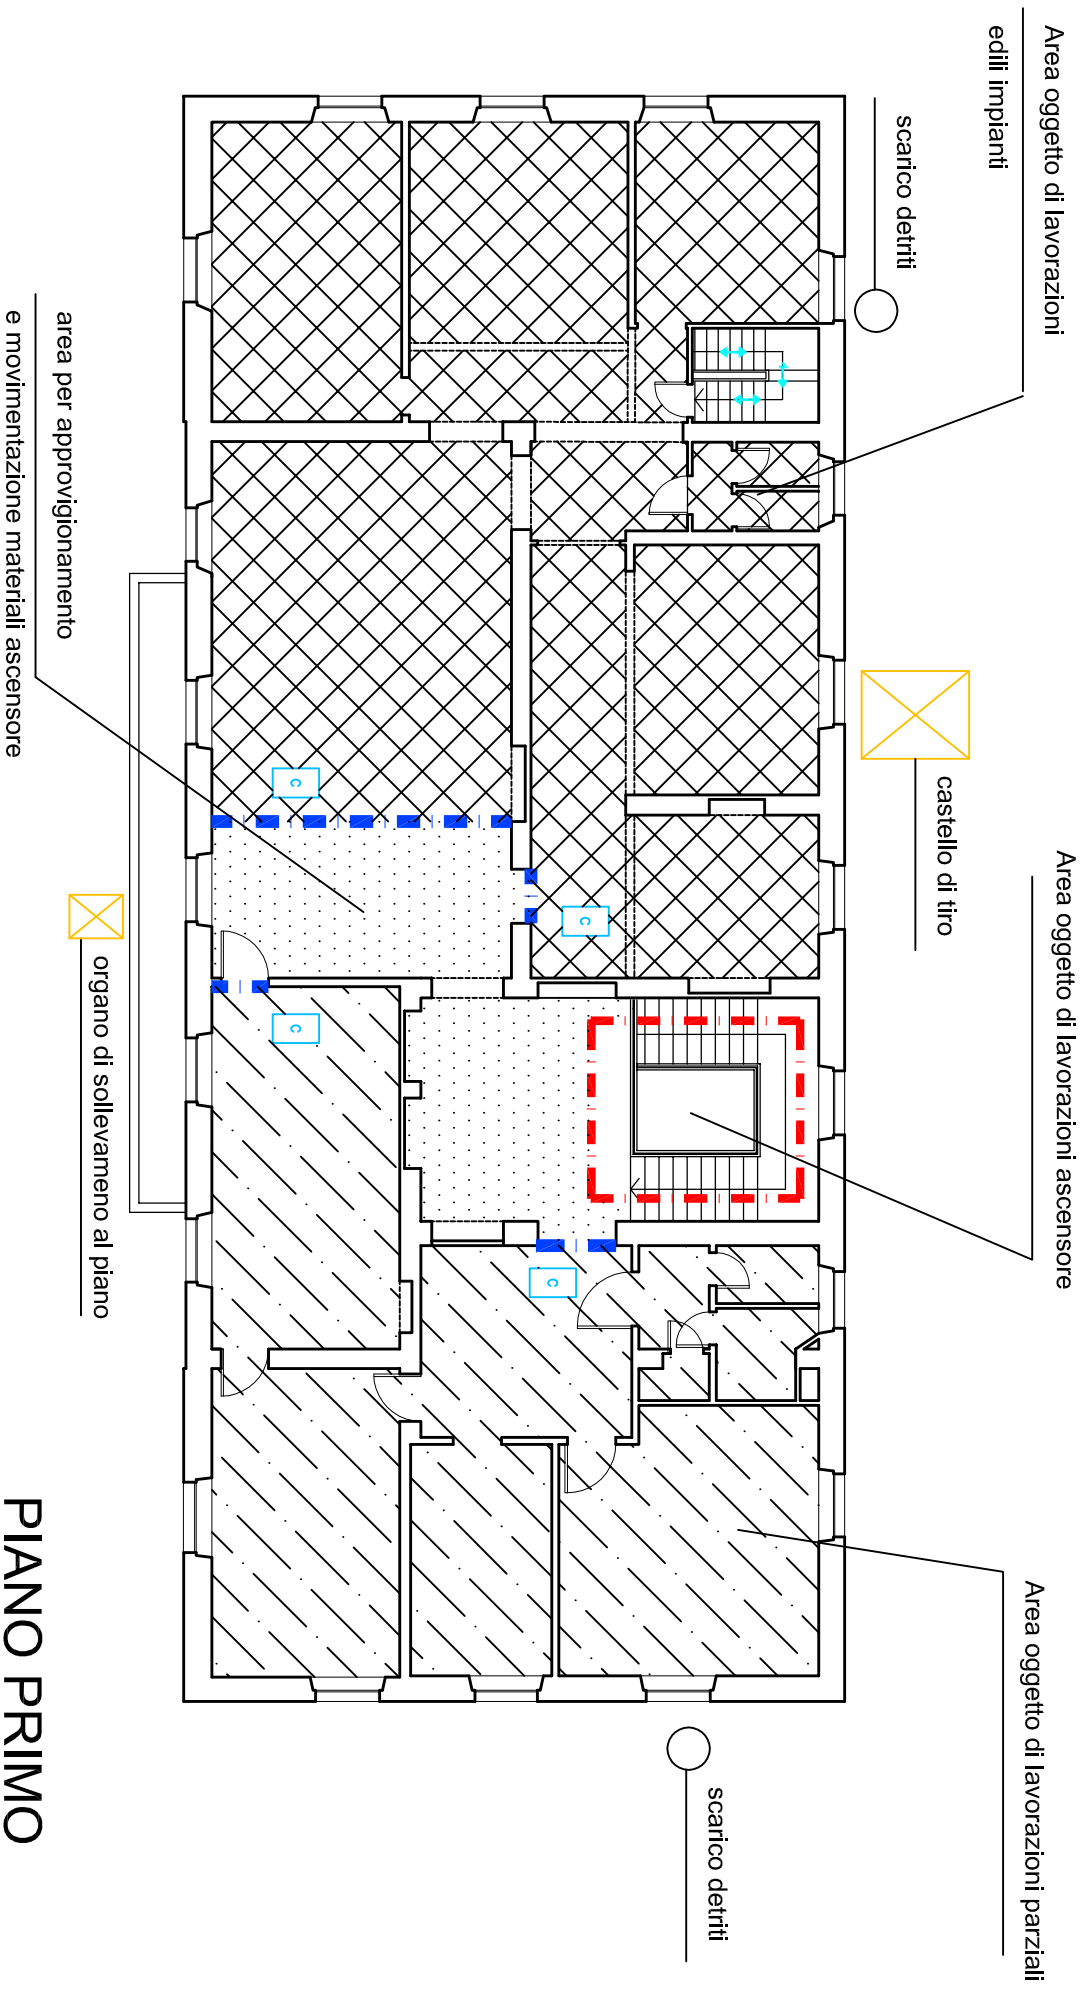 Area oggetto di lavorazioni
edili impianti
scarico detriti
castello di tiro
Area oggetto di lavorazioni ascensore
Area oggetto di lavorazioni parziali
scarico detriti
C
C
C
C
area per approvigionamento
e movimentazione materiali ascensore
organo di sollevameno al piano
PIANO PRIMO